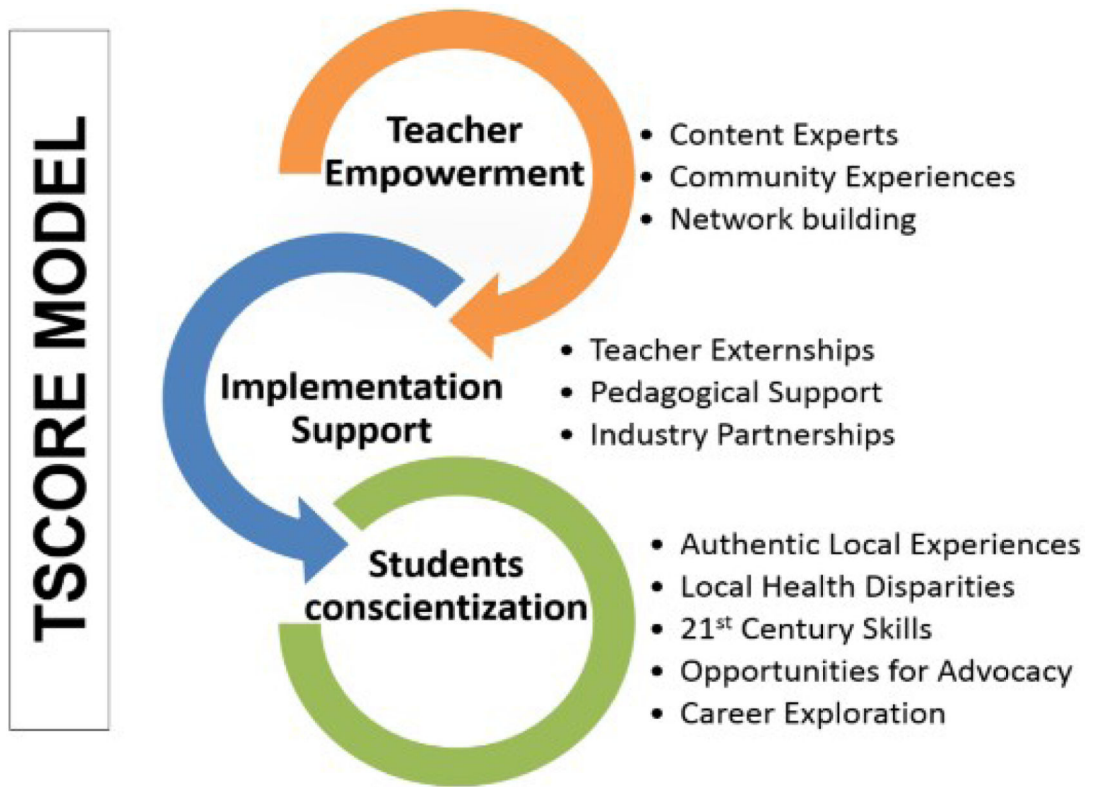 TSCORE MODEL
Teacher
Empowerment
• Content Experts
• Community Experiences
• Network building
Implementation
Support
• Teacher Externships
• Pedagogical Support
• Industry Partnerships
Students
conscientization
• Authentic Local Experiences
• Local Health Disparities
• 21st Century Skills
• Opportunities for Advocacy
• Career Exploration